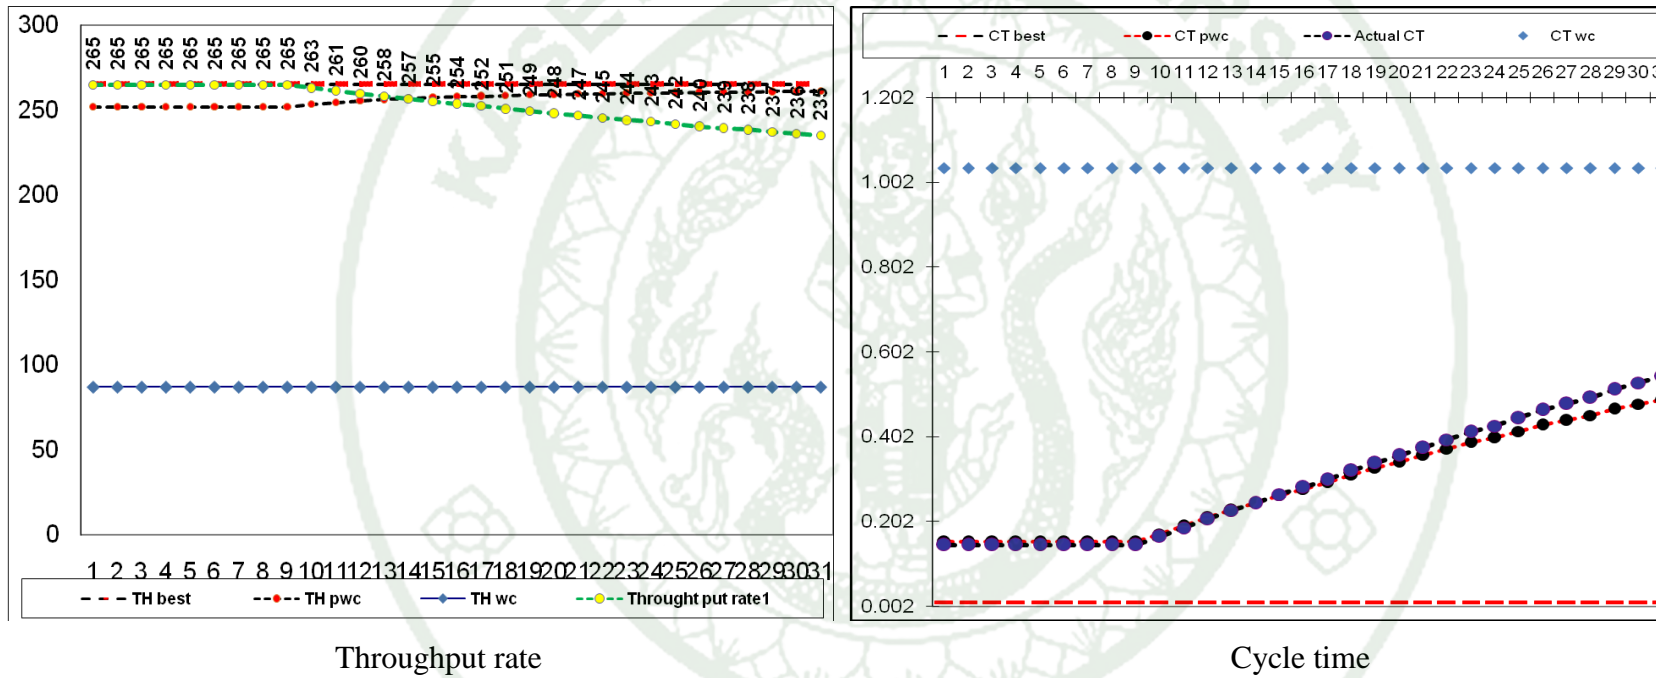 300
250
200
150
100
50
0
265 265 265 265 265 265 265 265 265 263 261 260 258 257 255 254 252 251 249 248 247 245 244 243 242 240 239 238 237 236 235
1 2 3 4 5 6 7 8 9 10 11 12 13 14 15 16 17 18 19 20 21 22 23 24 25 26 27 28 29 30 31
TH best TH pwc TH wc Throught put rate1
Throughput rate
CT best CT pwc Actual CT CT wc
1 2 3 4 5 6 7 8 9 10 11 12 13 14 15 16 17 18 19 20 21 22 23 24 25 26 27 28 29 30
1.202
1.002
0.802
0.602
0.402
0.202
0.002
Cycle time